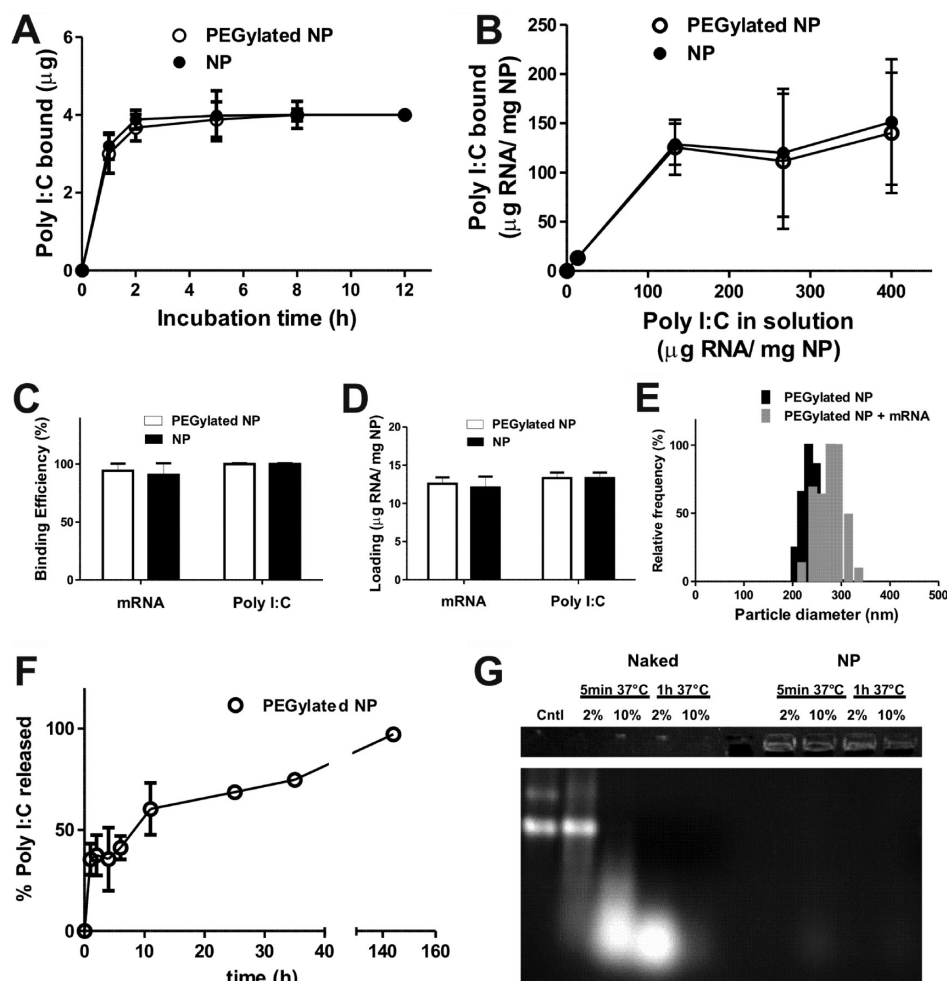 A
PEGylated NP
NP
Poly I:C bound (μg)
6
4
2
0
0 2 4 6 8 10 12
Incubation time (h)
B
PEGylated NP
NP
Poly I:C bound
(μg RNA/ mg NP)
250
200
150
100
50
0
0 100 200 300 400
Poly I:C in solution
(μg RNA/ mg NP)
C
PEGylated NP
NP
Binding Efficiency (%)
100
50
0
mRNA Poly I:C
D
PEGylated NP
NP
Loading (μg RNA/ mg NP)
20
15
10
5
0
mRNA Poly I:C
E
PEGylated NP
PEGylated NP + mRNA
Relative frequency (%)
100
50
0
0 100 200 300 400 500
Particle diameter (nm)
F
PEGylated NP
% Poly I:C released
100
50
0
0 10 20 30 40 140 160
time (h)
G
Naked NP
5min 37°C 1h 37°C 5min 37°C 1h 37°C
Cntl 2% 10% 2% 10% 2% 10% 2% 10%